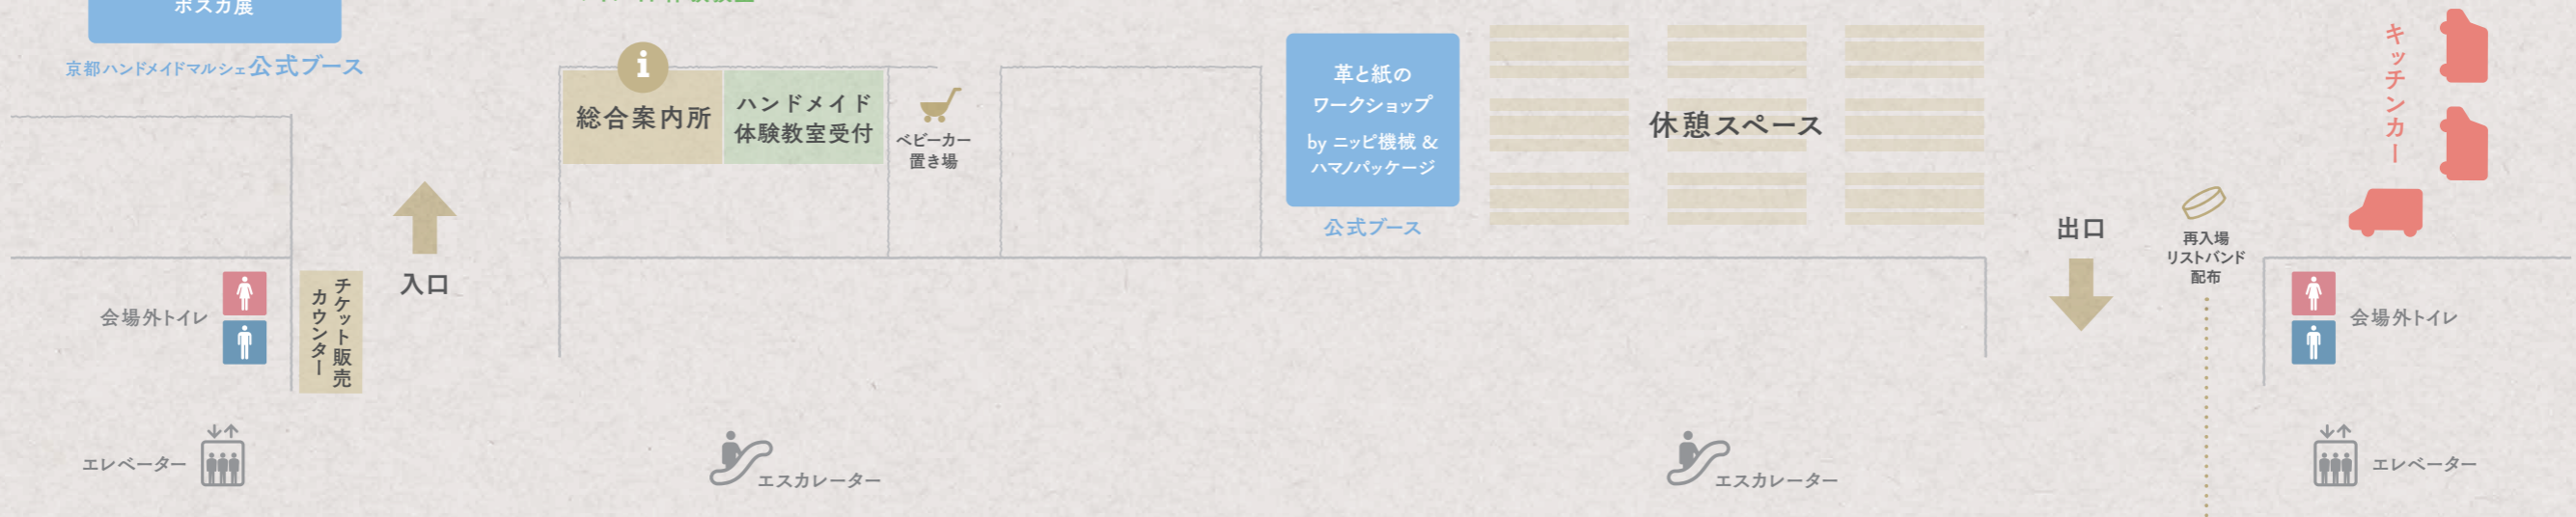 ポスカ展
京都ハンドメイドマルシェ公式ブース
総合案内所
ハンドメイド
体験教室受付
ベビーカー
置き場
革と紙の
ワークショップ
by ニッピ機械 &
ハマノパッケージ
公式ブース
休憩スペース
キッチンカー
入口
出口
再入場
リストバンド
配布
会場外トイレ
チケット販売
カウンター
会場外トイレ
エレベーター
エスカレーター
エスカレーター
エレベーター